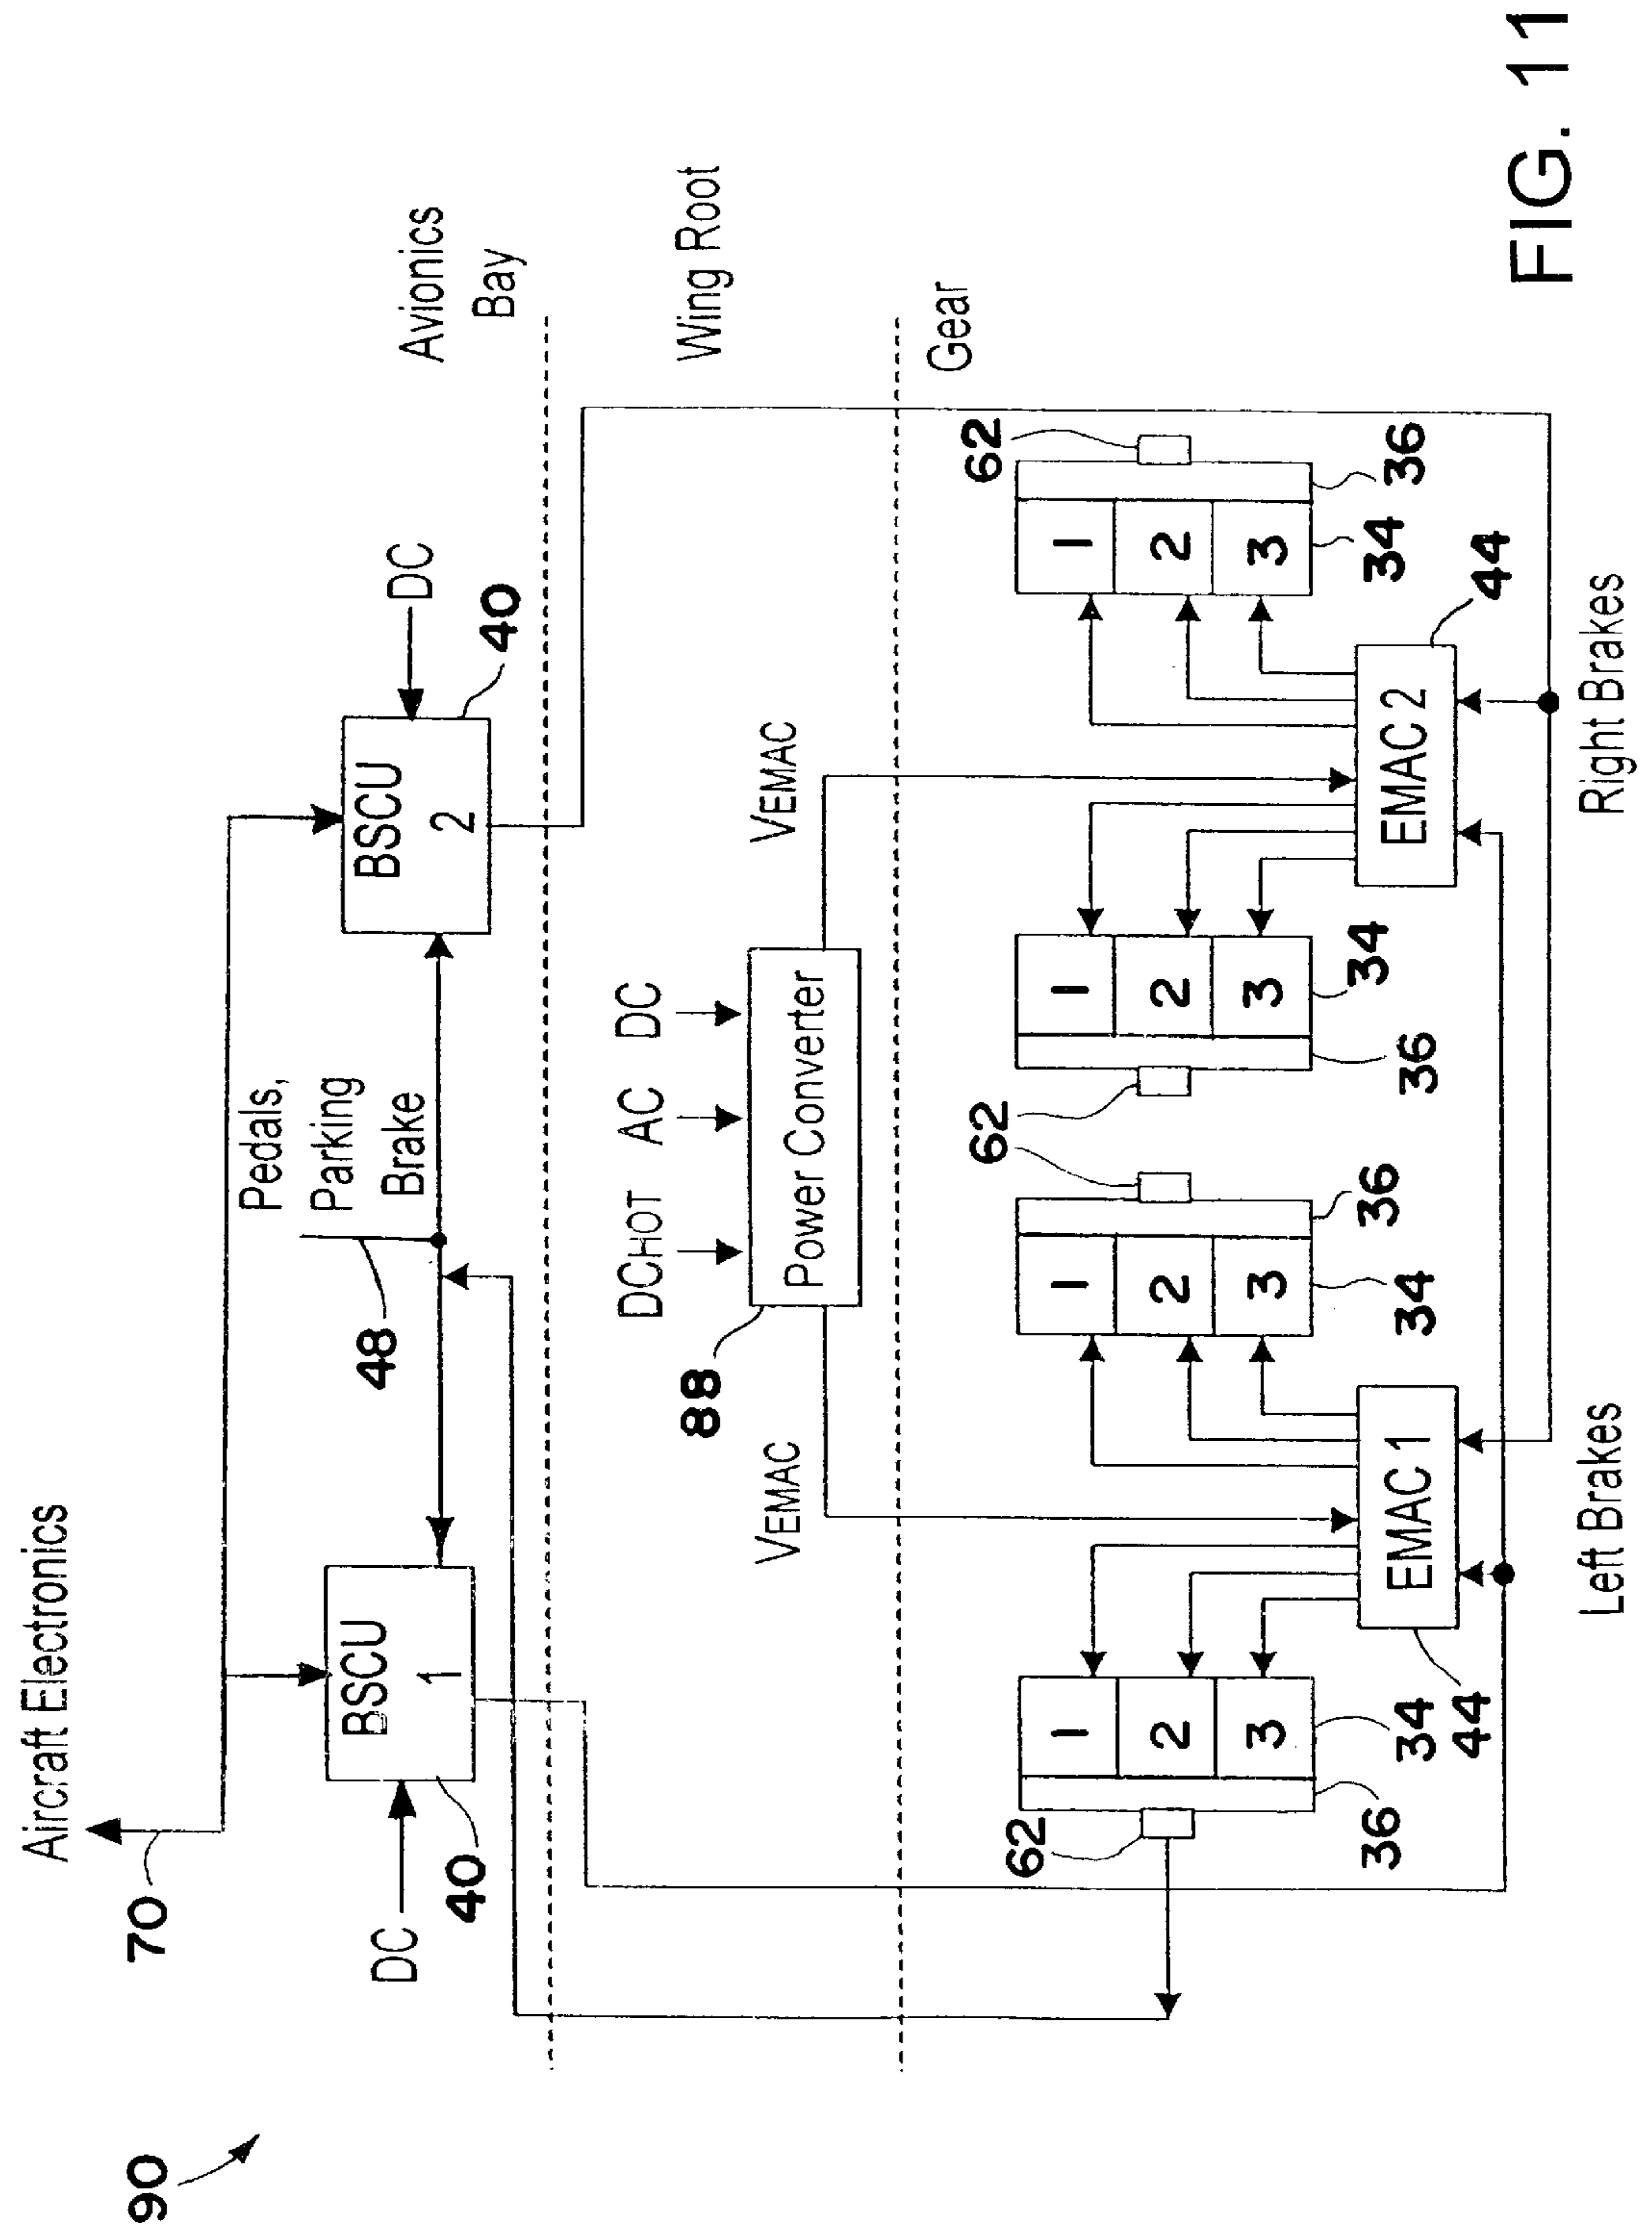 90
70
Aircraft Electronics
Pedals,
Parking
Brake
48
DC
40
BSCU
1
BSCU
2
40
DC
Avionics
Bay
DCHOT
AC
DC
88
Power Converter
VEMAC
VEMAC
Wing Root
Gear
62
62
62
1
2
3
1
2
3
1
2
3
1
2
3
36
34
34
36
36
34
34
36
44
EMAC 1
EMAC 2
44
Left Brakes
Right Brakes
FIG. 11